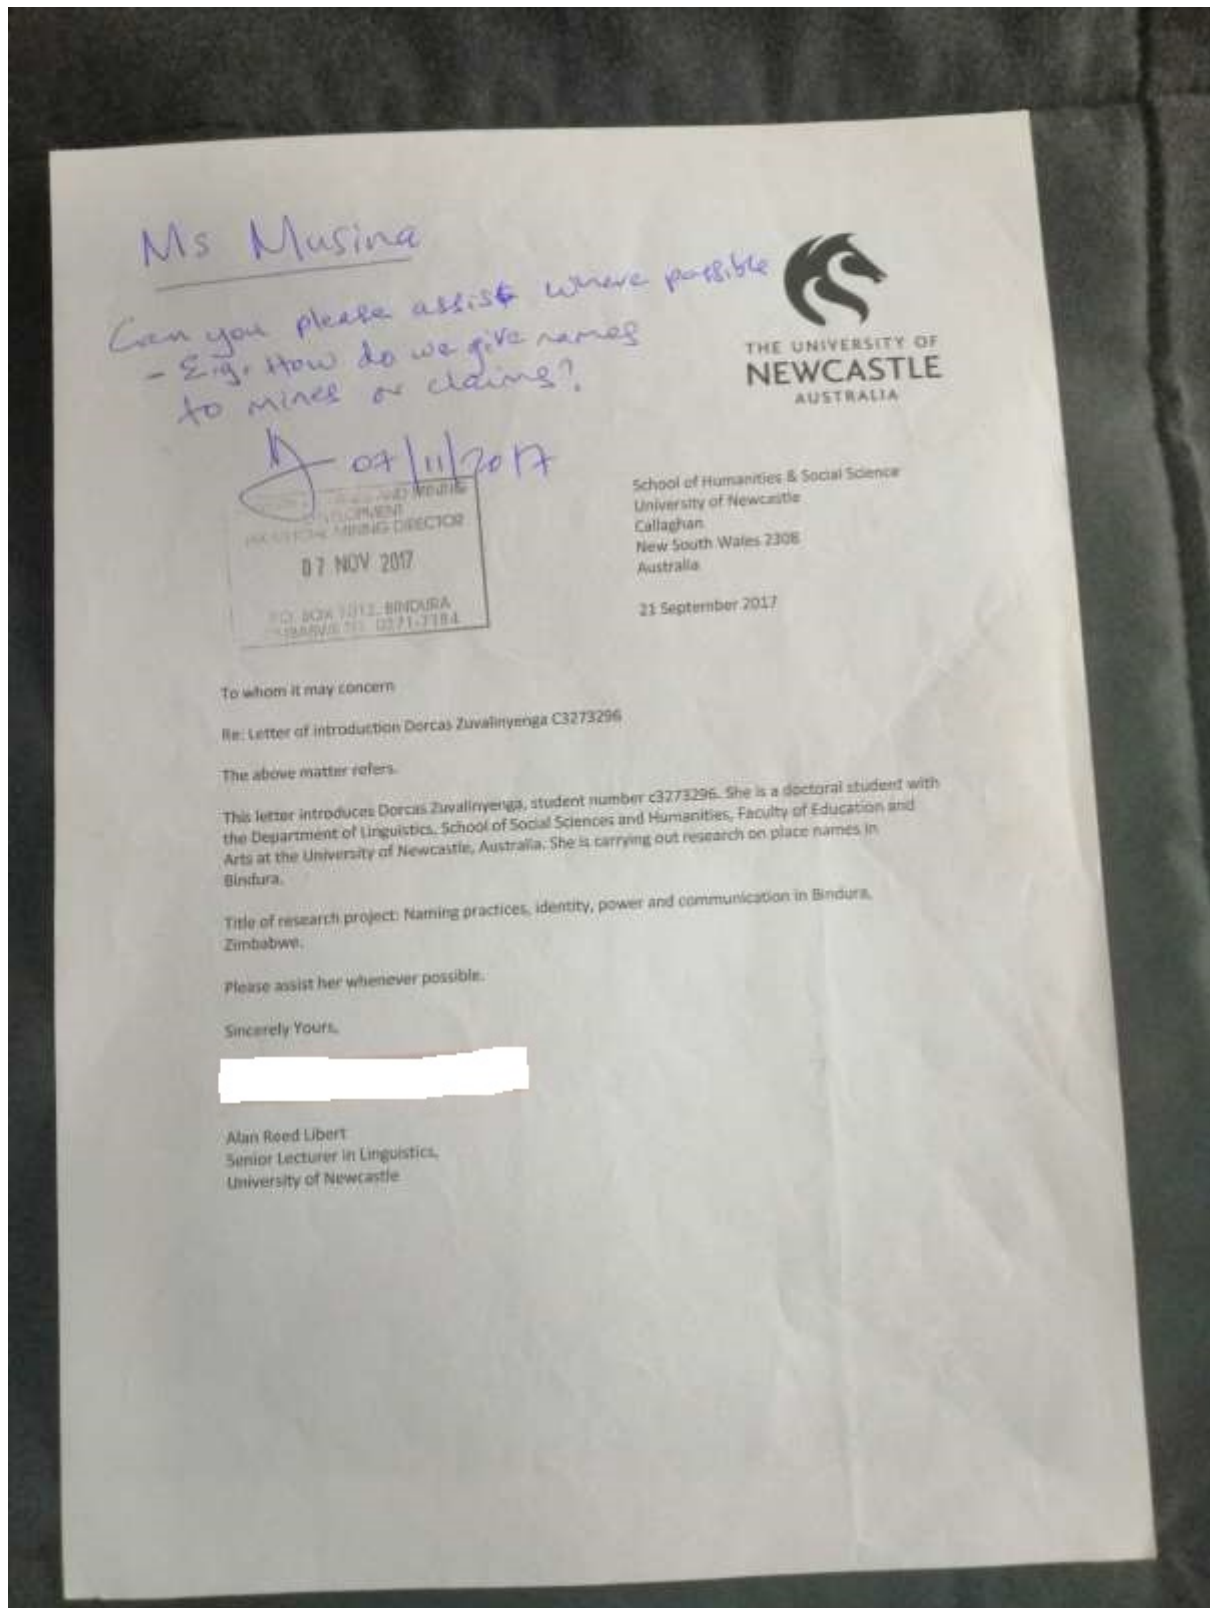 Ms Musina
Can you please assist where possible
- E.g. How do we give names
to mines or claims?
07/11/2017
THE UNIVERSITY OF
NEWCASTLE
AUSTRALIA
AND MINING
MINING DIRECTOR
07 NOV 2017
P.O. BOX 1012, BINDURA
School of Humanities & Social Science
University of Newcastle
Callaghan
New South Wales 2308
Australia
21 September 2017
To whom it may concern
Re: Letter of introduction Dorcas Zuvalinyenga C3273296
The above matter refers.
This letter introduces Dorcas Zuvalinyenga, student number c3273296. She is a doctoral student with
the Department of Linguistics, School of Social Sciences and Humanities, Faculty of Education and
Arts at the University of Newcastle, Australia. She is carrying out research on place names in
Bindura.
Title of research project: Naming practices, identity, power and communication in Bindura,
Zimbabwe.
Please assist her whenever possible.
Sincerely Yours,
Alan Reed Libert
Senior Lecturer in Linguistics,
University of Newcastle